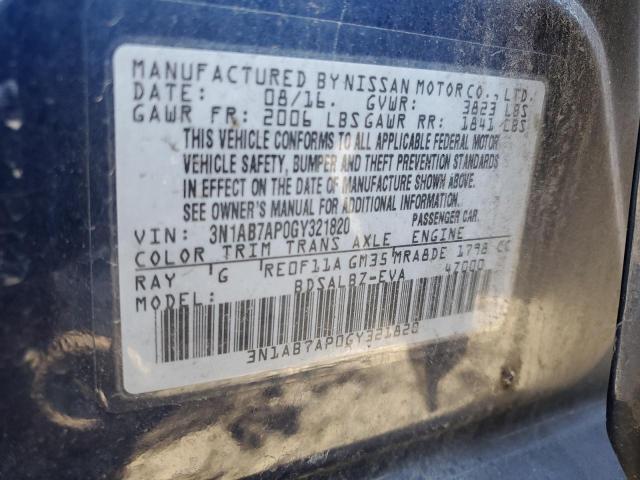 MANUFACTURED BY NISSAN MOTOR CO., LTD.
DATE: 08/16. GVWR: 3823 LBS
GAWR FR: 2006 LBS GAWR RR: 1841 LBS
THIS VEHICLE CONFORMS TO ALL APPLICABLE FEDERAL MOTOR
VEHICLE SAFETY, BUMPER AND THEFT PREVENTION STANDARDS
IN EFFECT ON THE DATE OF MANUFACTURE SHOWN ABOVE.
SEE OWNER'S MANUAL FOR ADDITIONAL INFORMATION.
VIN: 3N1AB7AP0GY321820 PASSENGER CAR
COLOR TRIM TRANS AXLE ENGINE
RAY G RE0F11A GM35 MRA8DE 1798 CC
MODEL: BDSALBZ-EVA 4Z000
3N1AB7AP0GY321820